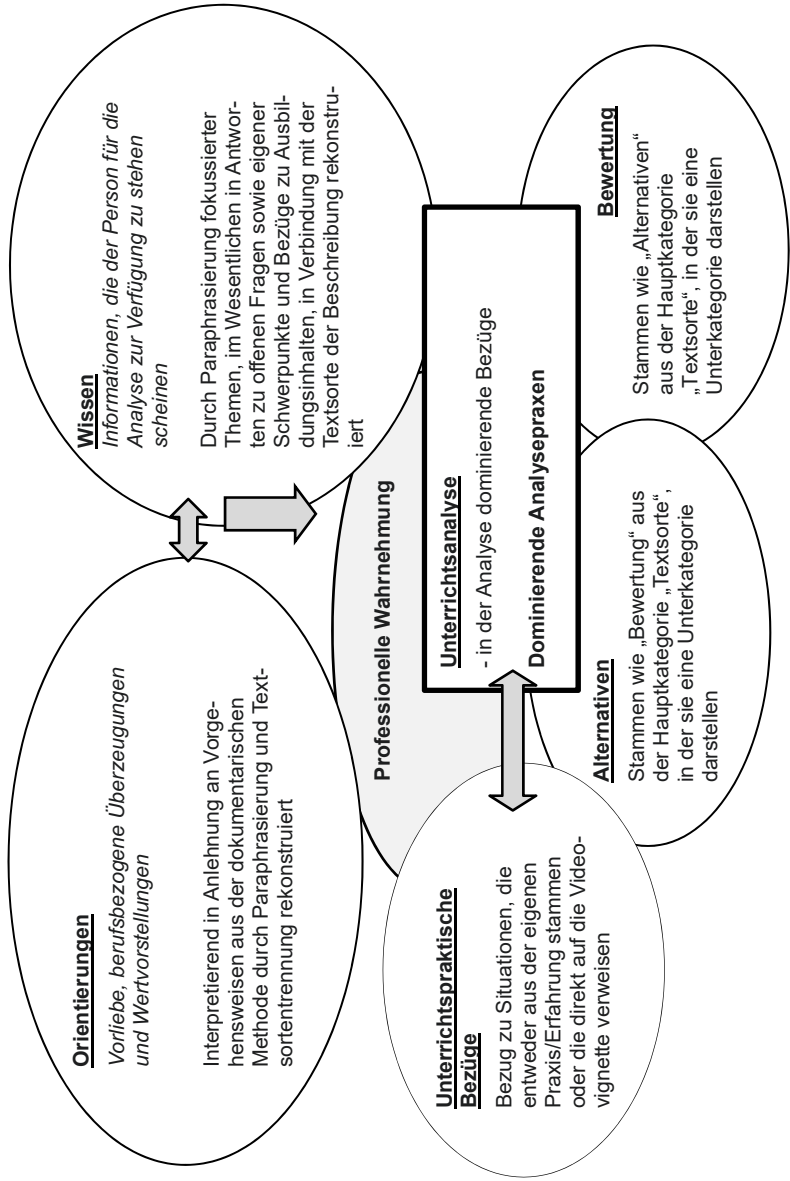 Orientierungen
Vorliebe, berufsbezogene Überzeugungen
und Wertvorstellungen
Interpretierend in Anlehnung an Vorge-
hensweisen aus der dokumentarischen
Methode durch Paraphrasierung und Text-
sortentrennung rekonstruiert
Wissen
Informationen, die der Person für die
Analyse zur Verfügung zu stehen
scheinen
Durch Paraphrasierung fokussierter
Themen, im Wesentlichen in Antwor-
ten zu offenen Fragen sowie eigener
Schwerpunkte und Bezüge zu Ausbil-
dungsinhalten, in Verbindung mit der
Textsorte der Beschreibung rekonstru-
iert
Professionelle Wahrnehmung
Unterrichtsanalyse
- in der Analyse dominierende Bezüge
Dominierende Analysepraxen
Unterrichtspraktische
Bezüge
Bezug zu Situationen, die
entweder aus der eigenen
Praxis/Erfahrung stammen
oder die direkt auf die Video-
vignette verweisen
Alternativen
Stammen wie „Bewertung“ aus
der Hauptkategorie „Textsorte“,
in der sie eine Unterkategorie
darstellen
Bewertung
Stammen wie „Alternativen“
aus der Hauptkategorie
„Textsorte“, in der sie eine
Unterkategorie darstellen